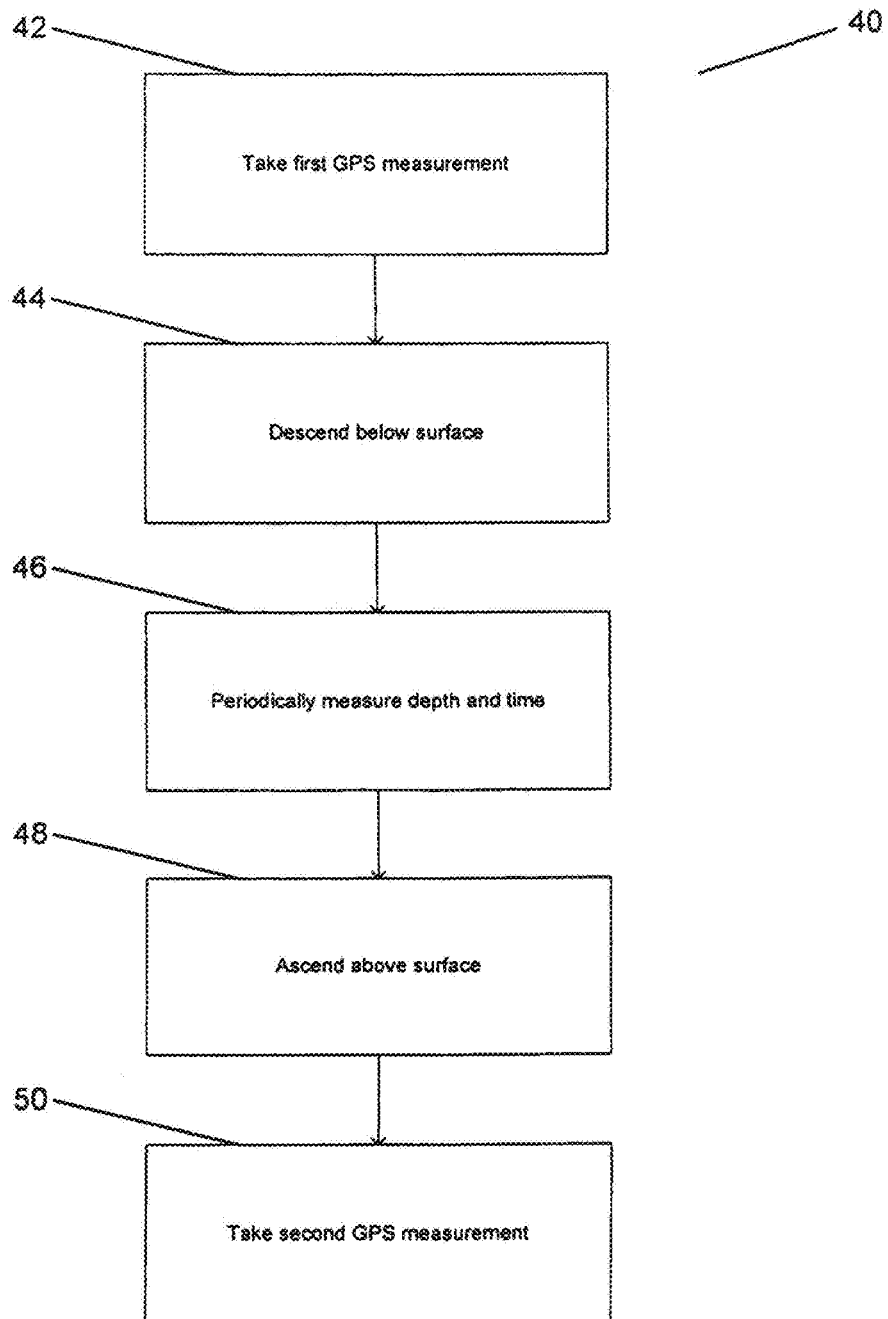 42
40
Take first GPS measurement
44
Descend below surface
46
Periodically measure depth and time
48
Ascend above surface
50
Take second GPS measurement